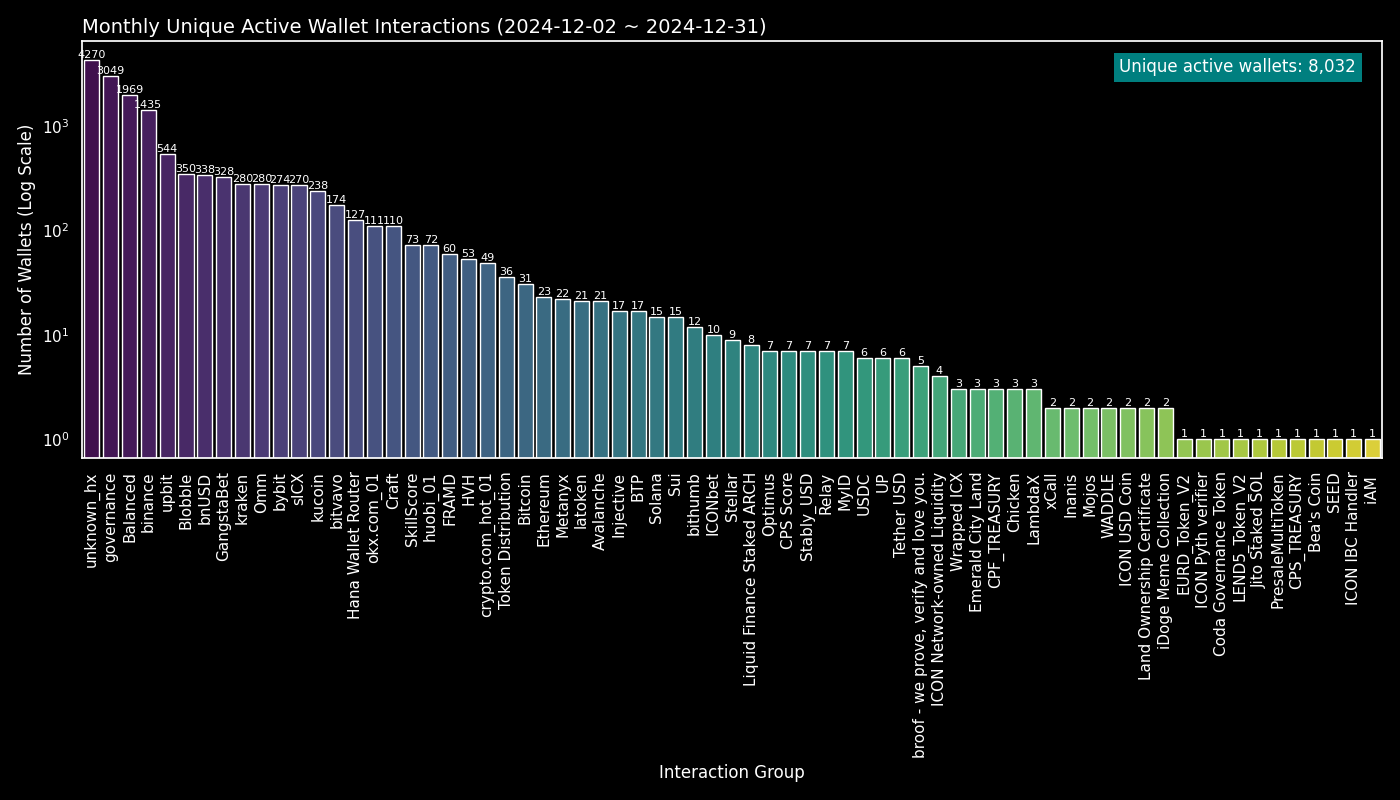 Monthly Unique Active Wallet Interactions (2024-12-02 ~ 2024-12-31)
Unique active wallets: 8,032
Number of Wallets (Log Scale)
10³
10²
10¹
10⁰
4270
3049
1969
1435
544
350
338
328
280
280
274
270
238
174
127
111
110
73
72
60
53
49
36
31
23
22
21
21
17
17
15
15
12
10
9
8
7
7
7
7
7
6
6
6
5
4
3
3
3
3
3
2
2
2
2
2
2
2
1
1
1
1
1
1
1
1
1
1
1
unknown_hx
governance
Balanced
binance
upbit
Blobble
bnUSD
GangstaBet
kraken
Omm
bybit
sICX
kucoin
bitvavo
Hana Wallet Router
okx.com_01
Craft
SkillScore
huobi_01
FRAMD
HVH
crypto.com_hot_01
Token Distribution
Bitcoin
Ethereum
Metanyx
latoken
Avalanche
Injective
BTP
Solana
Sui
bithumb
ICONbet
Stellar
Liquid Finance Staked ARCH
Optimus
CPS Score
Stably_USD
Relay
MyID
USDC
UP
Tether USD
broof - we prove, verify and love you.
ICON Network-owned Liquidity
Wrapped ICX
Emerald City Land
CPF_TREASURY
Chicken
LambdaX
xCall
Inanis
Mojos
WADDLE
ICON USD Coin
Land Ownership Certificate
iDoge Meme Collection
EURD_Token_V2
ICON Pyth verifier
Coda Governance Token
LEND5_Token_V2
Jito Staked SOL
PresaleMultiToken
CPS_TREASURY
Bea's Coin
SEED
ICON IBC Handler
iAM
Interaction Group